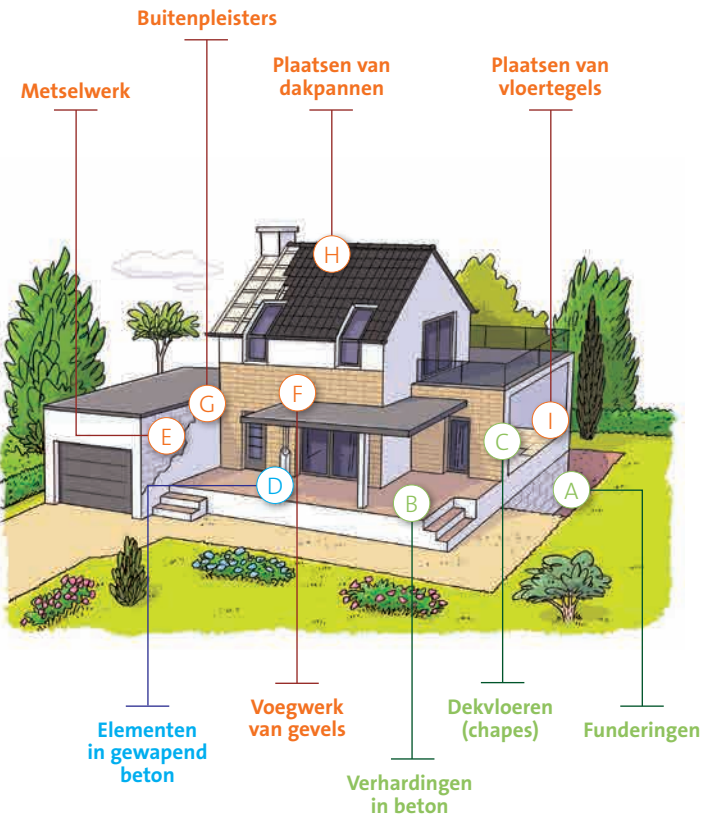 Buitenpleisters
Metselwerk
Plaatsen van
dakpannen
Plaatsen van
vloertegels
H
G
F
E
I
C
D
B
A
Elementen
in gewapend
beton
Voegwerk
van gevels
Dekvloeren
(chapes)
Funderingen
Verhardingen
in beton